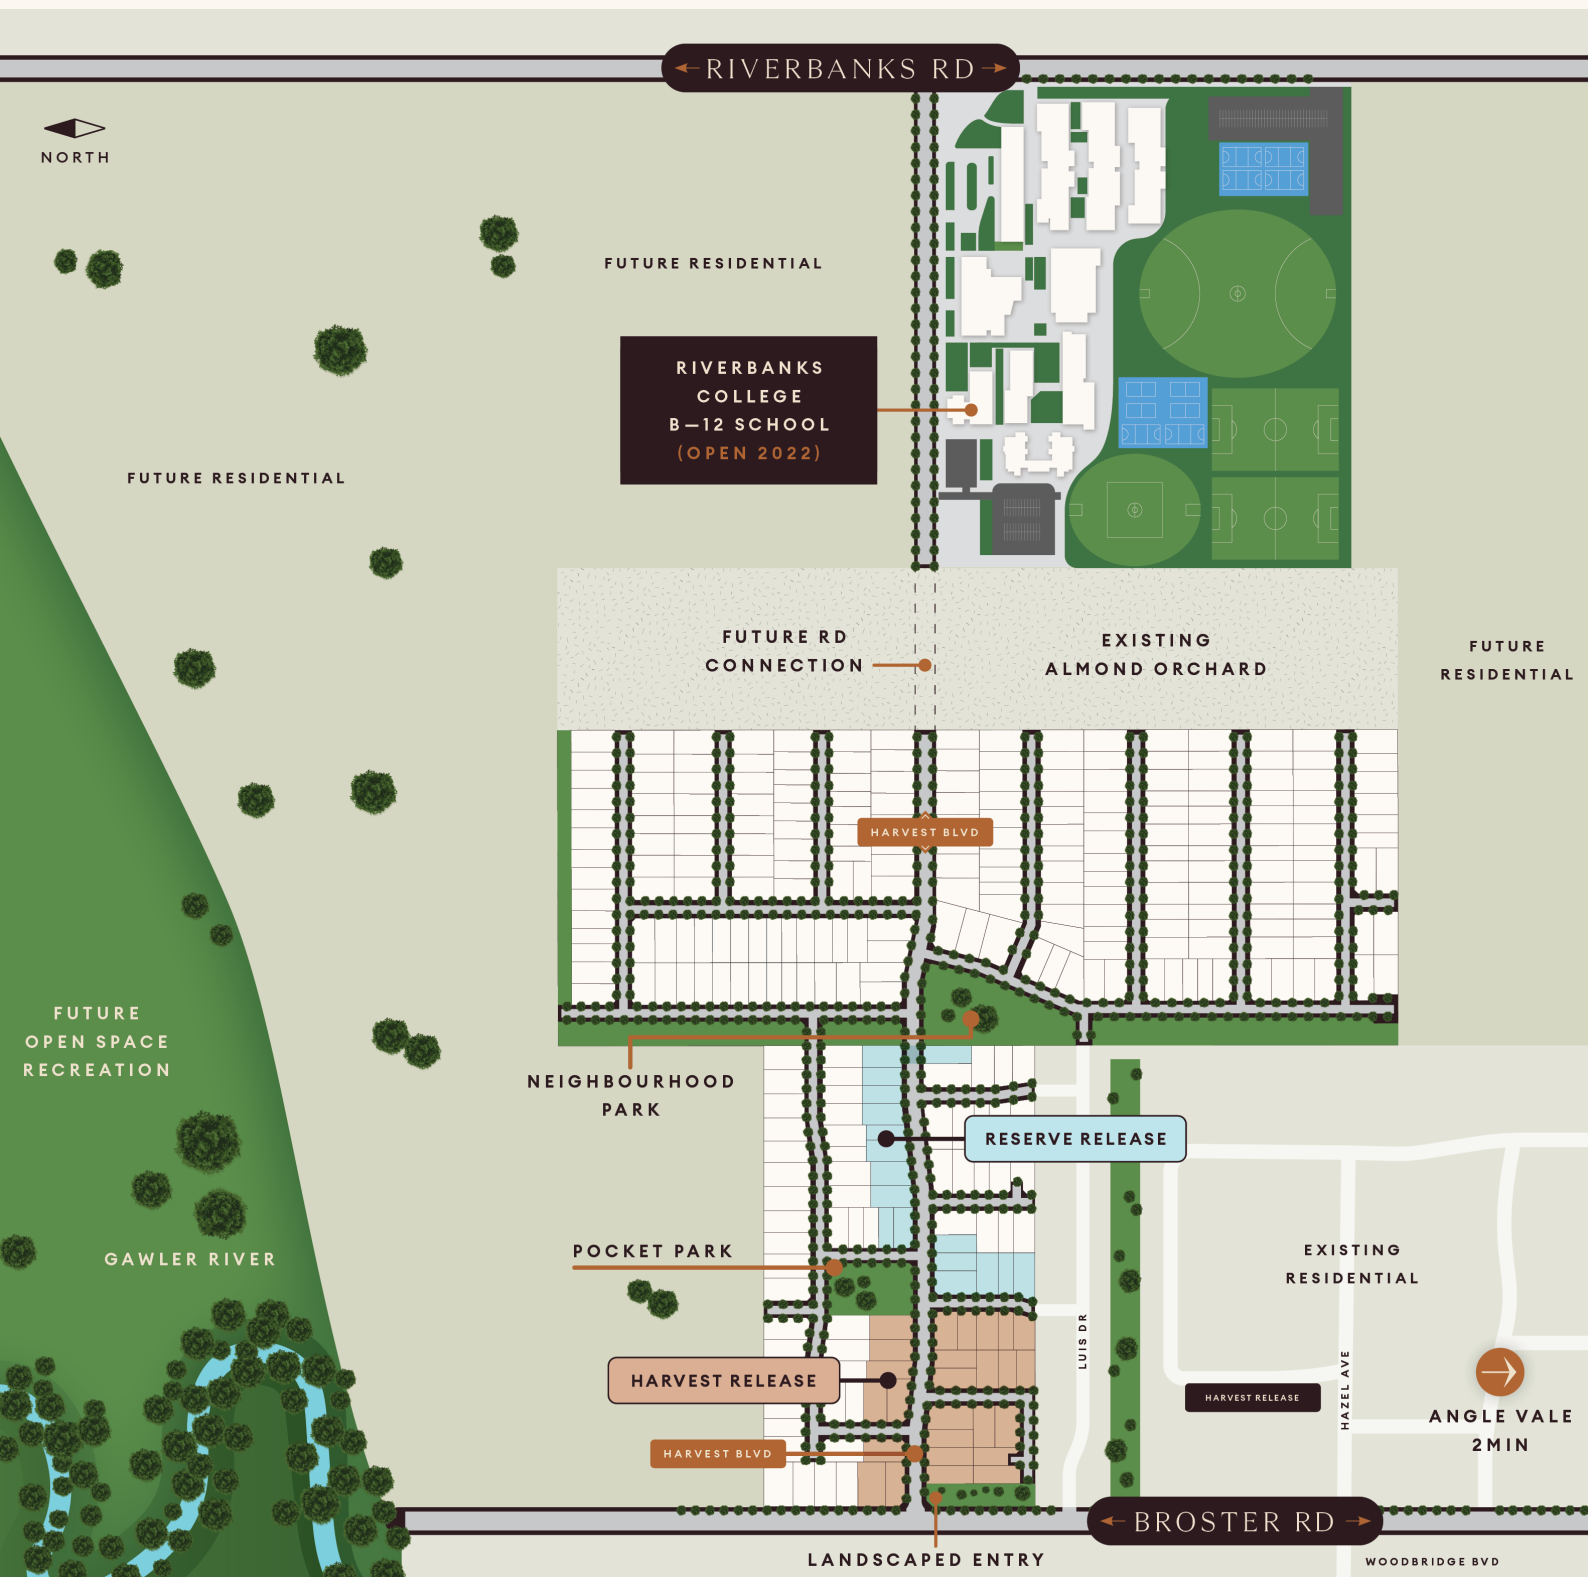 RIVERBANKS RD
NORTH
FUTURE RESIDENTIAL
RIVERBANKS
COLLEGE
B—12 SCHOOL
(OPEN 2022)
FUTURE RESIDENTIAL
FUTURE RD
CONNECTION
EXISTING
ALMOND ORCHARD
FUTURE
RESIDENTIAL
HARVEST BLVD
FUTURE
OPEN SPACE
RECREATION
NEIGHBOURHOOD
PARK
RESERVE RELEASE
POCKET PARK
GAWLER RIVER
EXISTING
RESIDENTIAL
LUIS DR
HARVEST RELEASE
HAZEL AVE
HARVEST RELEASE
ANGLE VALE
2MIN
HARVEST BLVD
BROSTER RD
LANDSCAPED ENTRY
WOODBRIDGE BVD